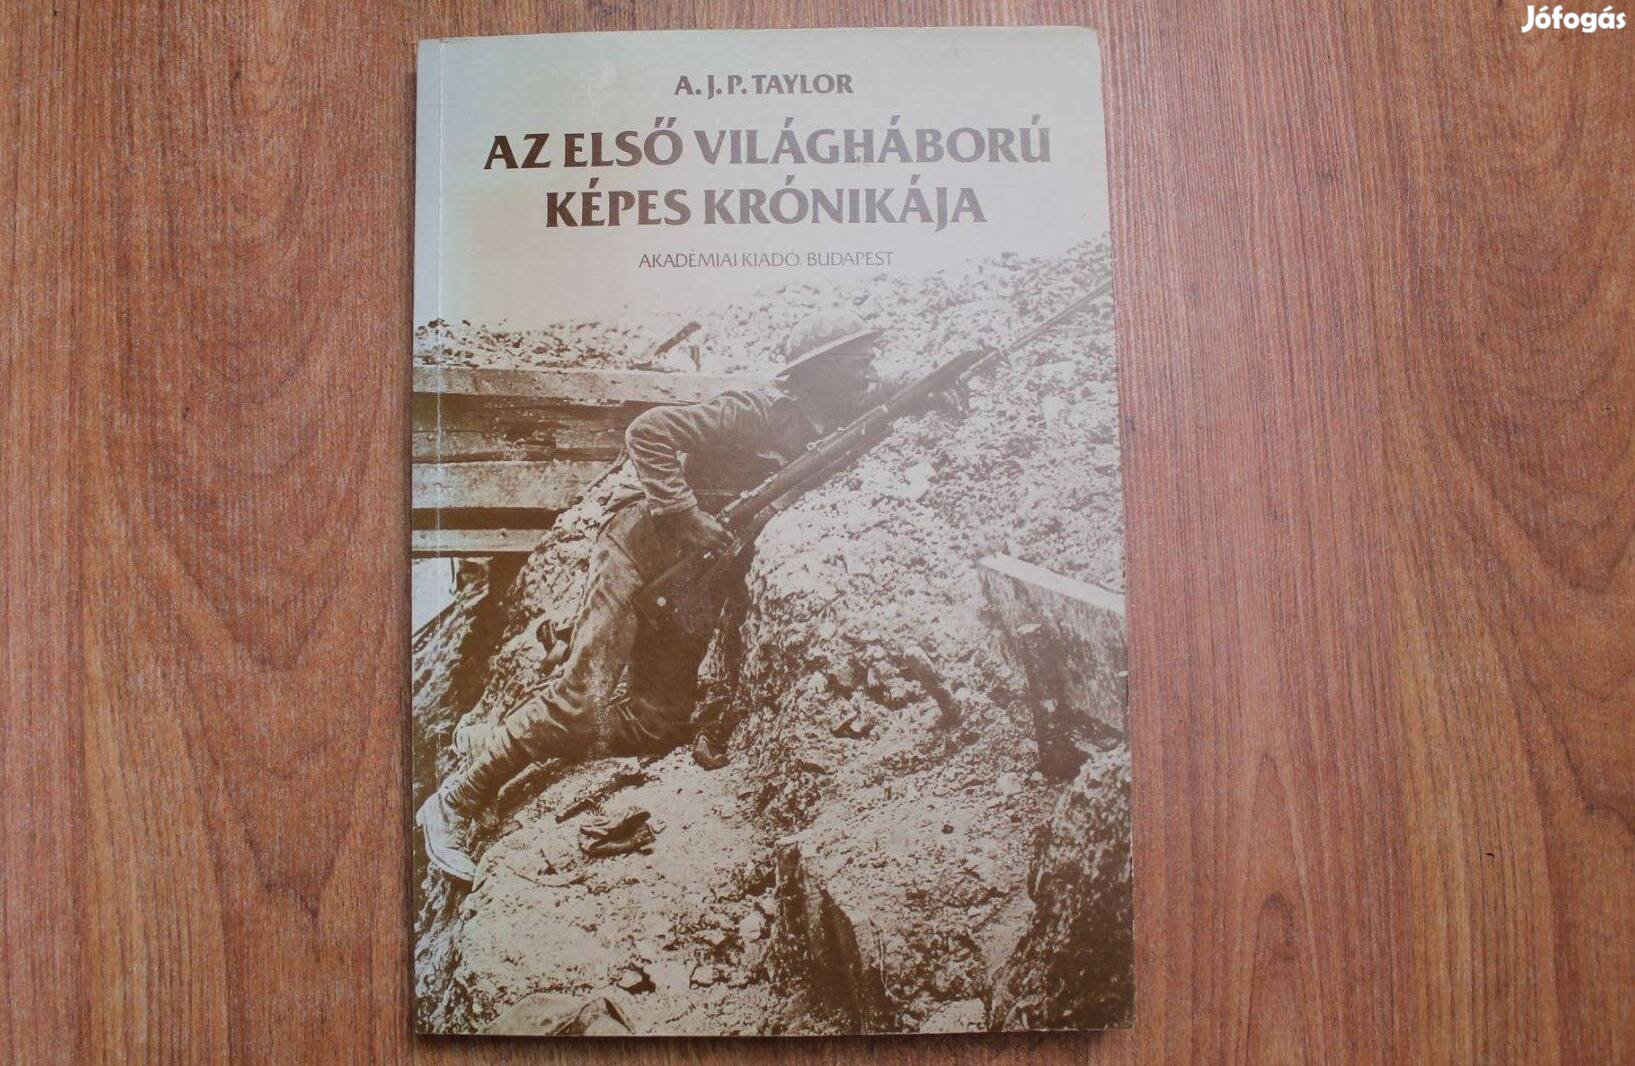 Jófogás
A. J. P. TAYLOR
AZ ELSŐ VILÁGHÁBORÚ
KÉPES KRÓNIKÁJA
AKADÉMIAI KIADÓ, BUDAPEST